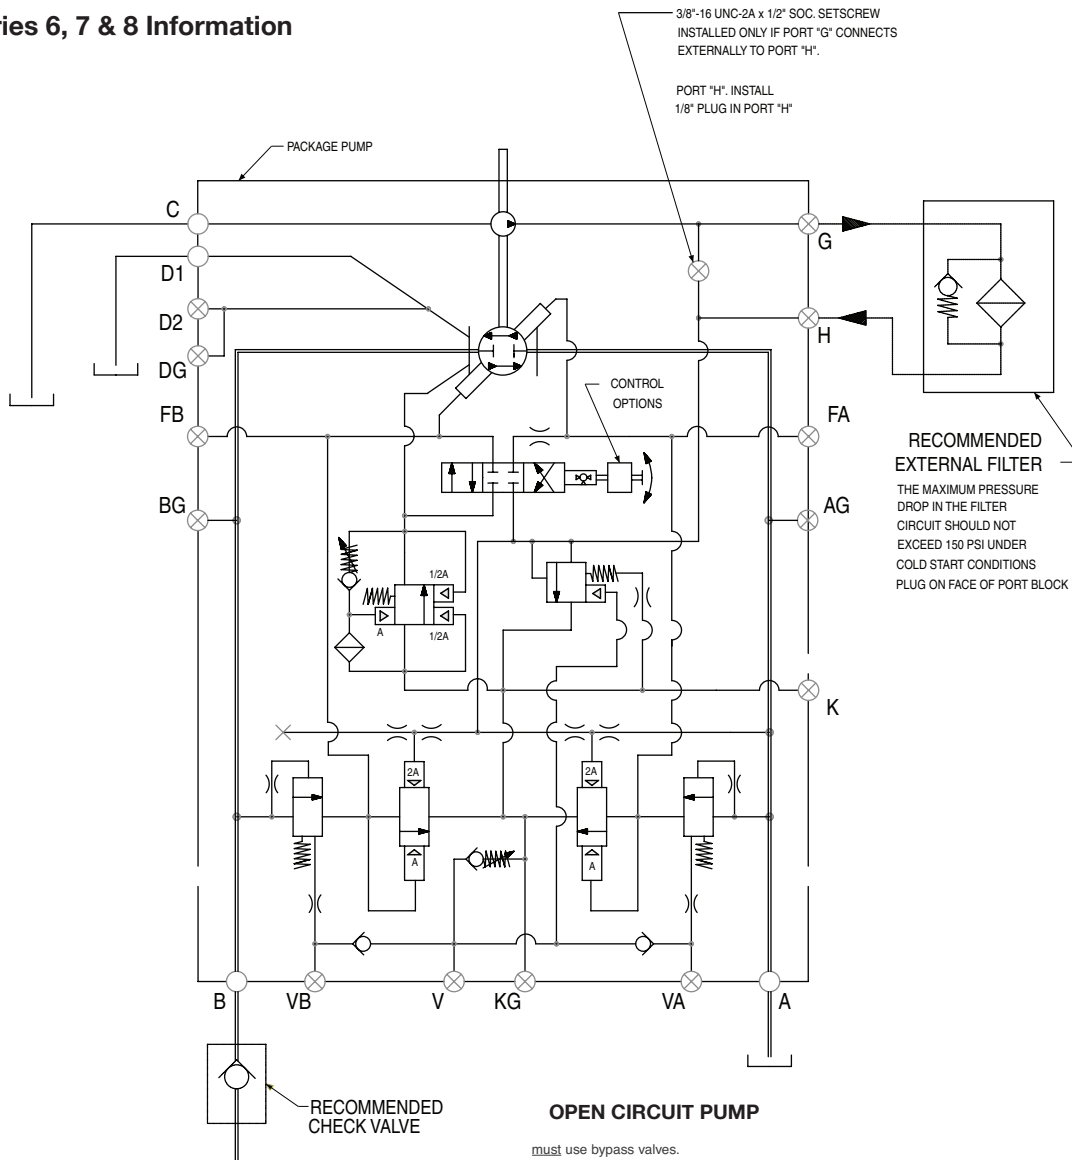 ries 6, 7 & 8 Information
3/8"-16 UNC-2A x 1/2" SOC. SETSCREW
INSTALLED ONLY IF PORT "G" CONNECTS
EXTERNALLY TO PORT "H".
PORT "H". INSTALL
1/8" PLUG IN PORT "H"
PACKAGE PUMP
C
G
D1
D2
H
DG
CONTROL
OPTIONS
FB
FA
RECOMMENDED
EXTERNAL FILTER
THE MAXIMUM PRESSURE
DROP IN THE FILTER
CIRCUIT SHOULD NOT
EXCEED 150 PSI UNDER
COLD START CONDITIONS
PLUG ON FACE OF PORT BLOCK
BG
AG
1/2A
A
1/2A
K
2A
2A
A
A
B
VB
V
KG
VA
A
RECOMMENDED
CHECK VALVE
OPEN CIRCUIT PUMP
must use bypass valves.